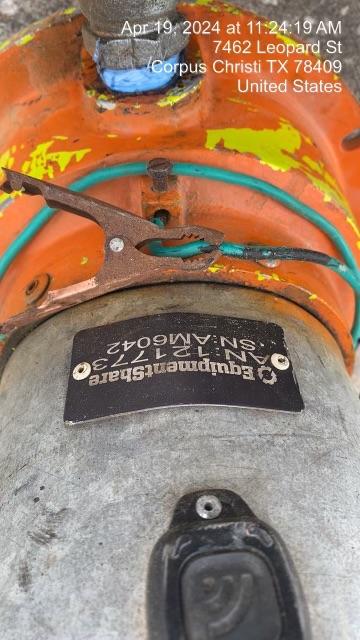 Apr 19, 2024 at 11:24:19 AM
7462 Leopard St
Corpus Christi TX 78409
United States
EquipmentShare
AN:121773
SN:AM6042